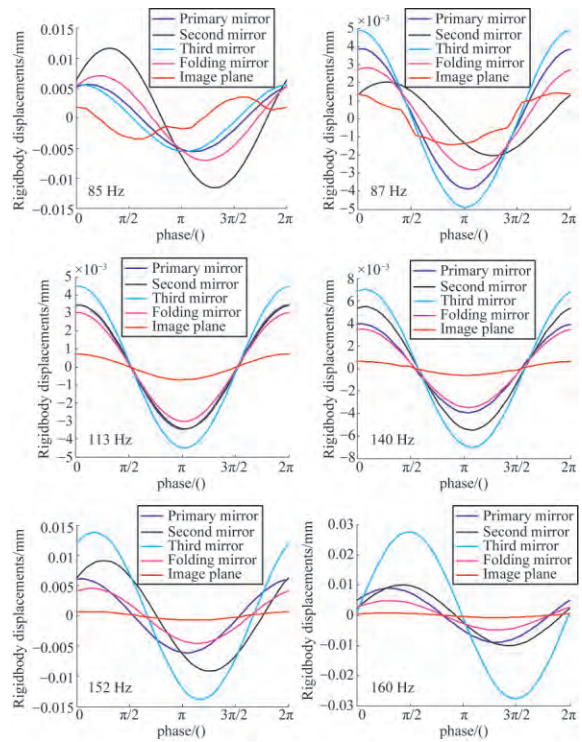 Rigidbody displacements/mm
0.015
0.010
0.005
0
−0.005
−0.010
−0.015
Primary mirror
Second mirror
Third mirror
Folding mirror
Image plane
85 Hz
0 π/2 π 3π/2 2π
phase/()
Rigidbody displacements/mm
×10⁻³
5
4
3
2
1
0
−1
−2
−3
−4
−5
Primary mirror
Second mirror
Third mirror
Folding mirror
Image plane
87 Hz
0 π/2 π 3π/2 2π
phase/()
Rigidbody displacements/mm
×10⁻³
5
4
3
2
1
0
−1
−2
−3
−4
−5
Primary mirror
Second mirror
Third mirror
Folding mirror
Image plane
113 Hz
0 π/2 π 3π/2 2π
phase/()
Rigidbody displacements/mm
×10⁻³
8
6
4
2
0
−2
−4
−6
−8
Primary mirror
Second mirror
Third mirror
Folding mirror
Image plane
140 Hz
0 π/2 π 3π/2 2π
phase/()
Rigidbody displacements/mm
0.015
0.010
0.005
0
−0.005
−0.010
−0.015
Primary mirror
Second mirror
Third mirror
Folding mirror
Image plane
152 Hz
0 π/2 π 3π/2 2π
phase/()
Rigidbody displacements/mm
0.03
0.02
0.01
0
−0.01
−0.02
−0.03
Primary mirror
Second mirror
Third mirror
Folding mirror
Image plane
160 Hz
0 π/2 π 3π/2 2π
phase/()